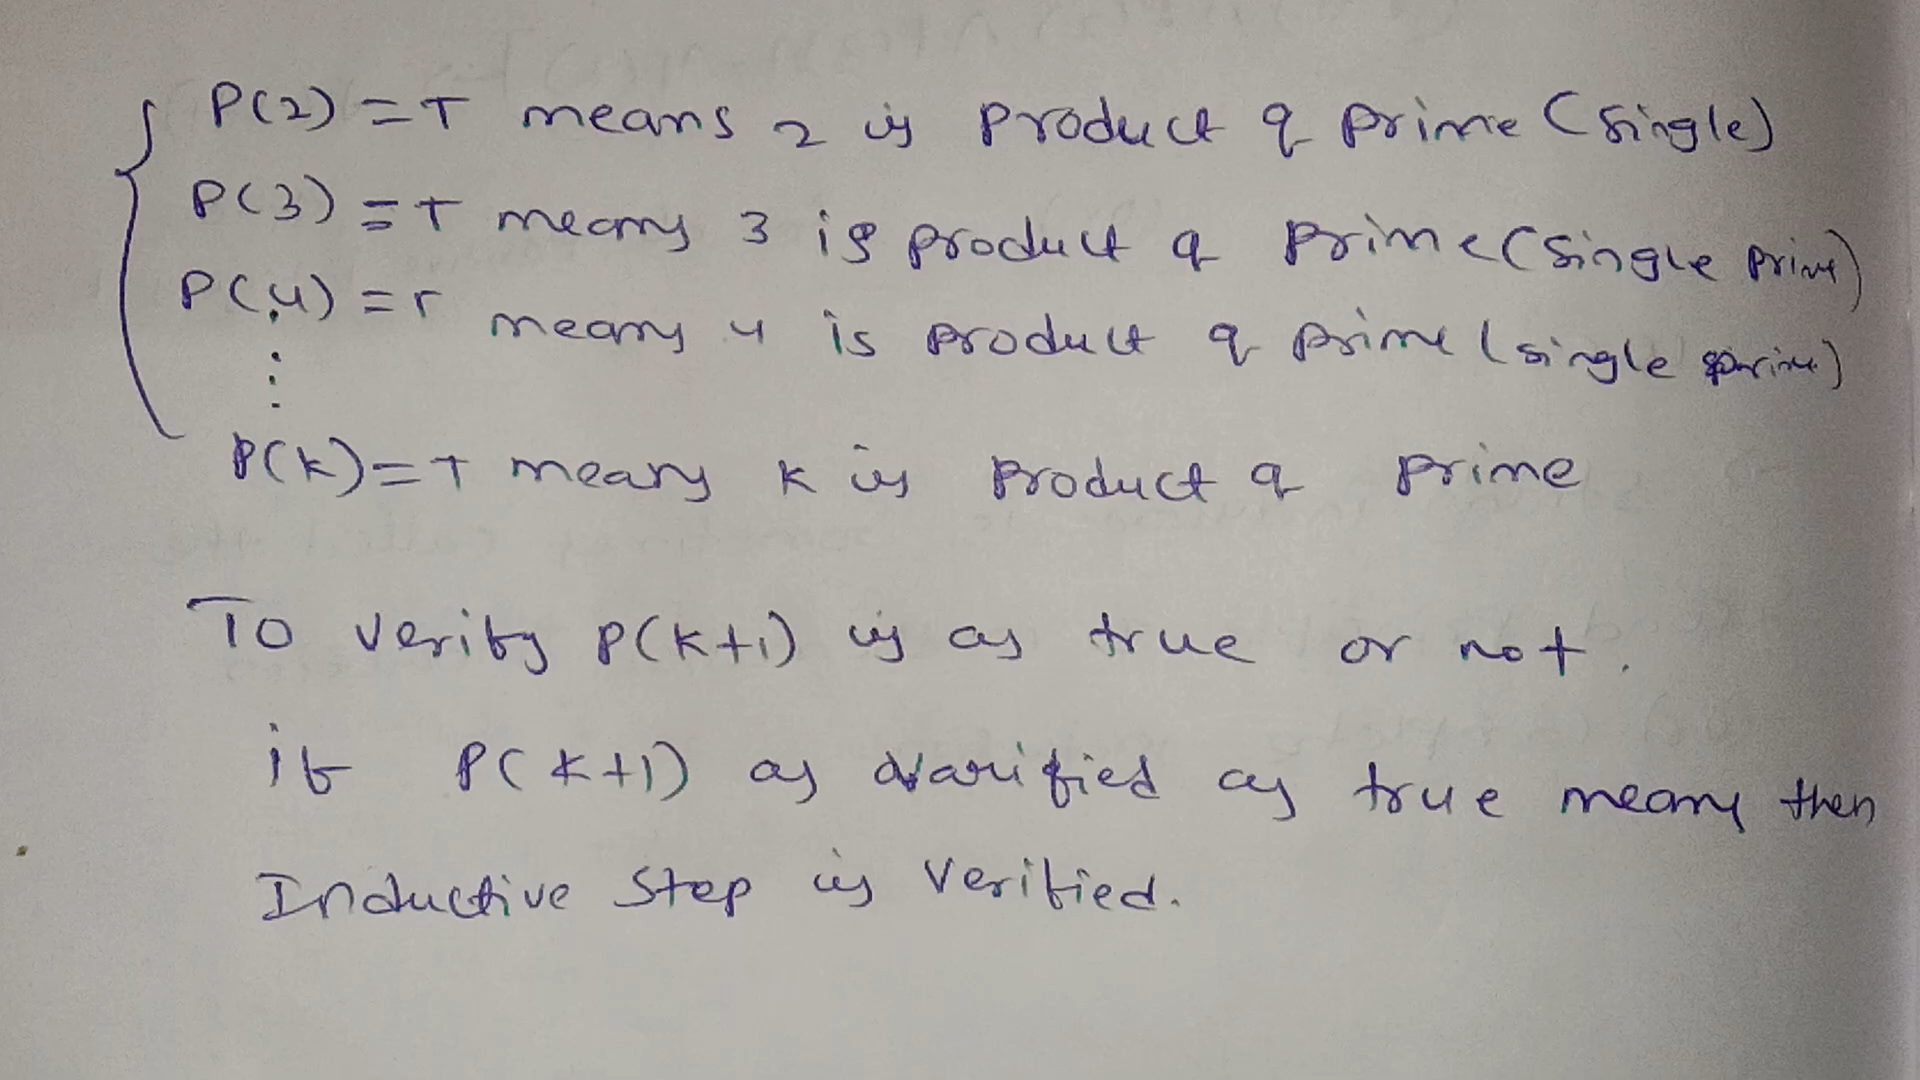 P(2) = T means 2 is product of prime (single)
P(3) = T means 3 is product of prime (single prime)
P(4) = T means 4 is product of prime (single prime)
P(k) = T means k is product of prime
To verify P(k+1) is as true or not.
if P(k+1) as varified as true means then
Inductive step is verified.